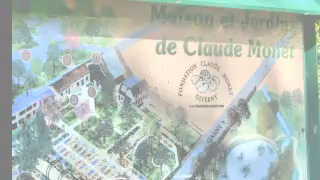 Maison et Jardins
de Claude Monet
FONDATION CLAUDE MONET
GIVERNY